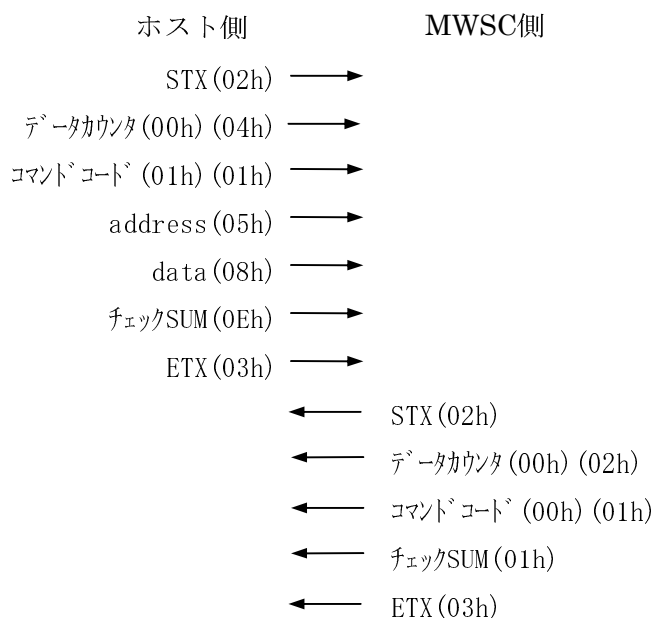 ホスト側 MWSC側
STX(02h)
ﾃﾞｰﾀｶｳﾝﾀ(00h)(04h)
ｺﾏﾝﾄﾞｺｰﾄﾞ(01h)(01h)
address(05h)
data(08h)
ﾁｪｯｸSUM(0Eh)
ETX(03h)
STX(02h)
ﾃﾞｰﾀｶｳﾝﾀ(00h)(02h)
ｺﾏﾝﾄﾞｺｰﾄﾞ(00h)(01h)
ﾁｪｯｸSUM(01h)
ETX(03h)